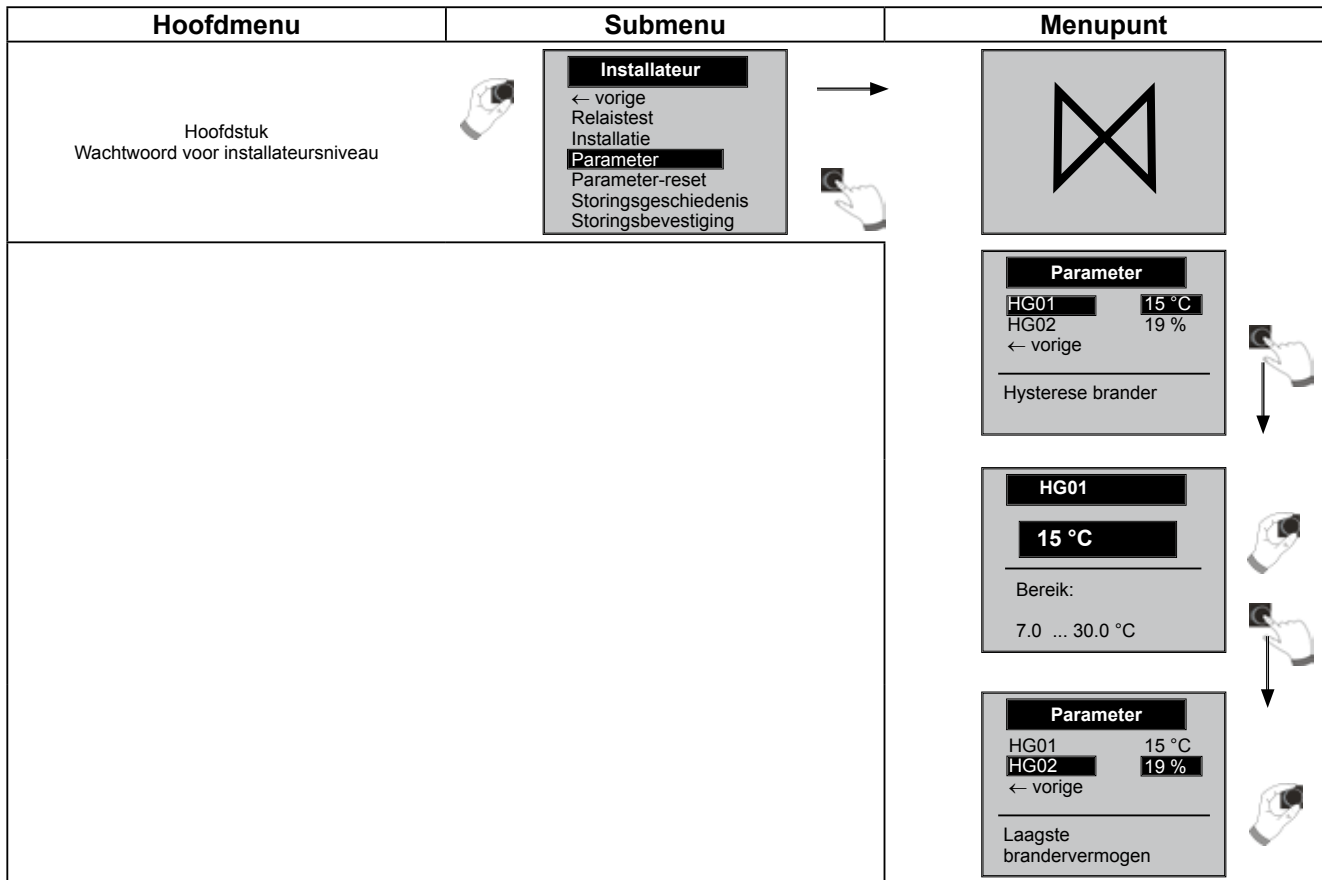 Hoofdmenu
Submenu
Menupunt
Hoofdstuk
Wachtwoord voor installateursniveau
Installateur
← vorige
Relaistest
Installatie
Parameter
Parameter-reset
Storingsgeschiedenis
Storingsbevestiging
Parameter
HG01 15 °C
HG02 19 %
← vorige
Hysterese brander
HG01
15 °C
Bereik:
7.0 ... 30.0 °C
Parameter
HG01 15 °C
HG02 19 %
← vorige
Laagste
brandervermogen